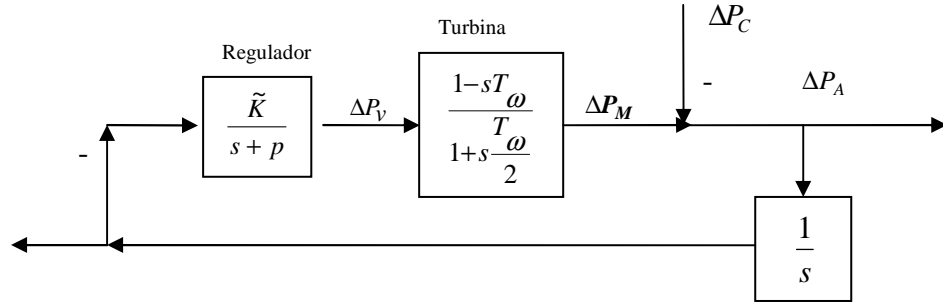 ΔP_C
Regulador
Turbina
K̃
s + p
ΔP_v
1−sT_ω
1+s T_ω
2
ΔP_M
-
ΔP_A
-
1
s